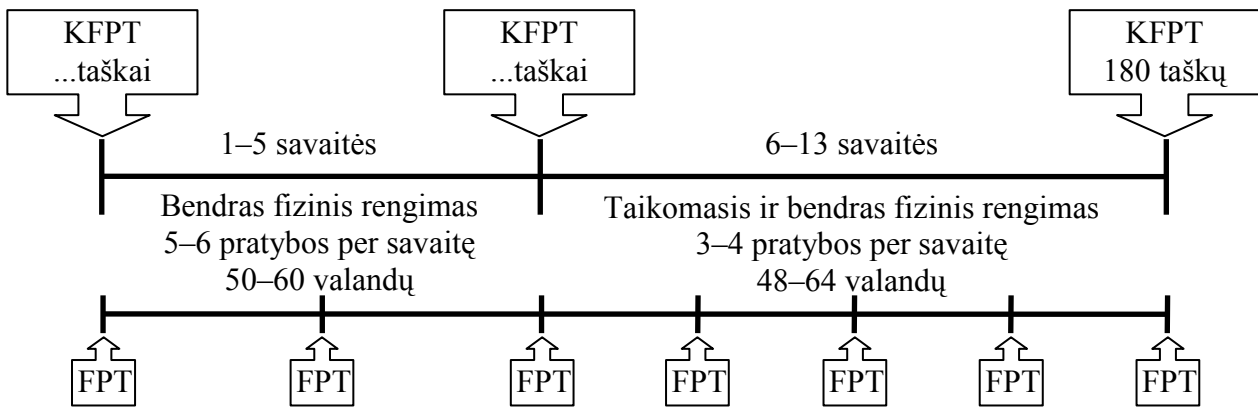 KFPT
...taškai
KFPT
...taškai
KFPT
180 taškų
1–5 savaitės
6–13 savaitės
Bendras fizinis rengimas
5–6 pratybos per savaitę
50–60 valandų
Taikomasis ir bendras fizinis rengimas
3–4 pratybos per savaitę
48–64 valandų
FPT
FPT
FPT
FPT
FPT
FPT
FPT